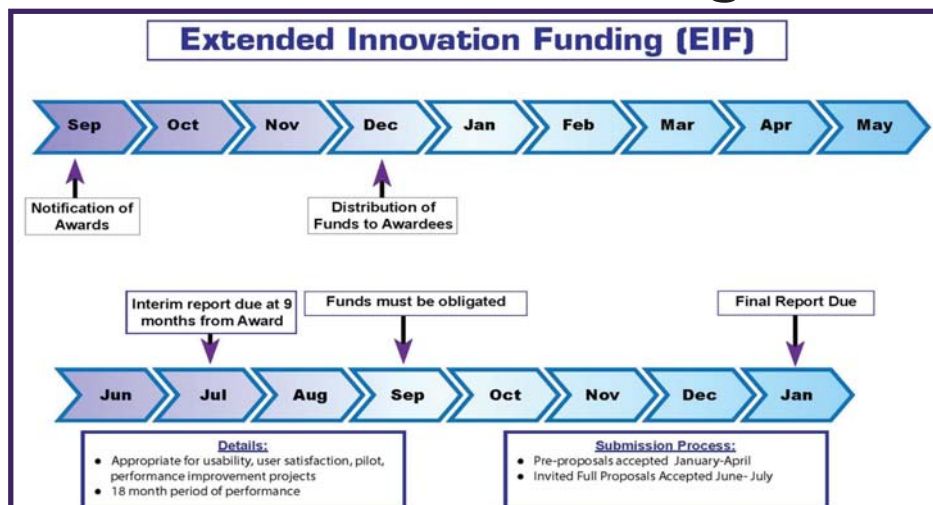 Extended Innovation Funding (EIF)
Sep Oct Nov Dec Jan Feb Mar Apr May
Notification of
Awards
Distribution of
Funds to Awardees
Interim report due at 9
months from Award
Funds must be obligated
Final Report Due
Jun Jul Aug Sep Oct Nov Dec Jan
Details:
● Appropriate for usability, user satisfaction, pilot,
performance improvement projects
● 18 month period of performance
Submission Process:
● Pre-proposals accepted January-April
● Invited Full Proposals Accepted June- July